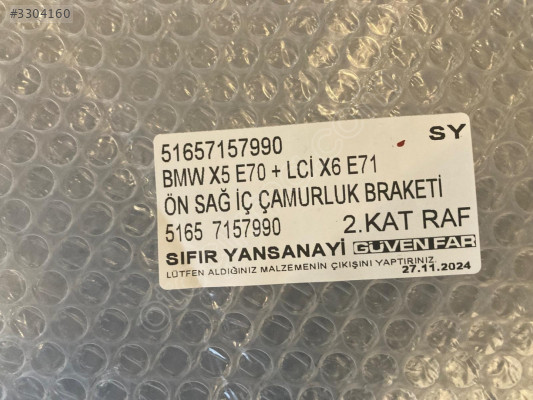 #3304160
SY
51657157990
BMW X5 E70 + LCİ X6 E71
ÖN SAĞ İÇ ÇAMURLUK BRAKETİ
5165 7157990 2.KAT RAF
SIFIR YANSANAYİ GÜVEN FAR
LÜTFEN ALDIĞINIZ MALZEMENİN ÇIKIŞINI YAPTIRINIZ. 27.11.2024